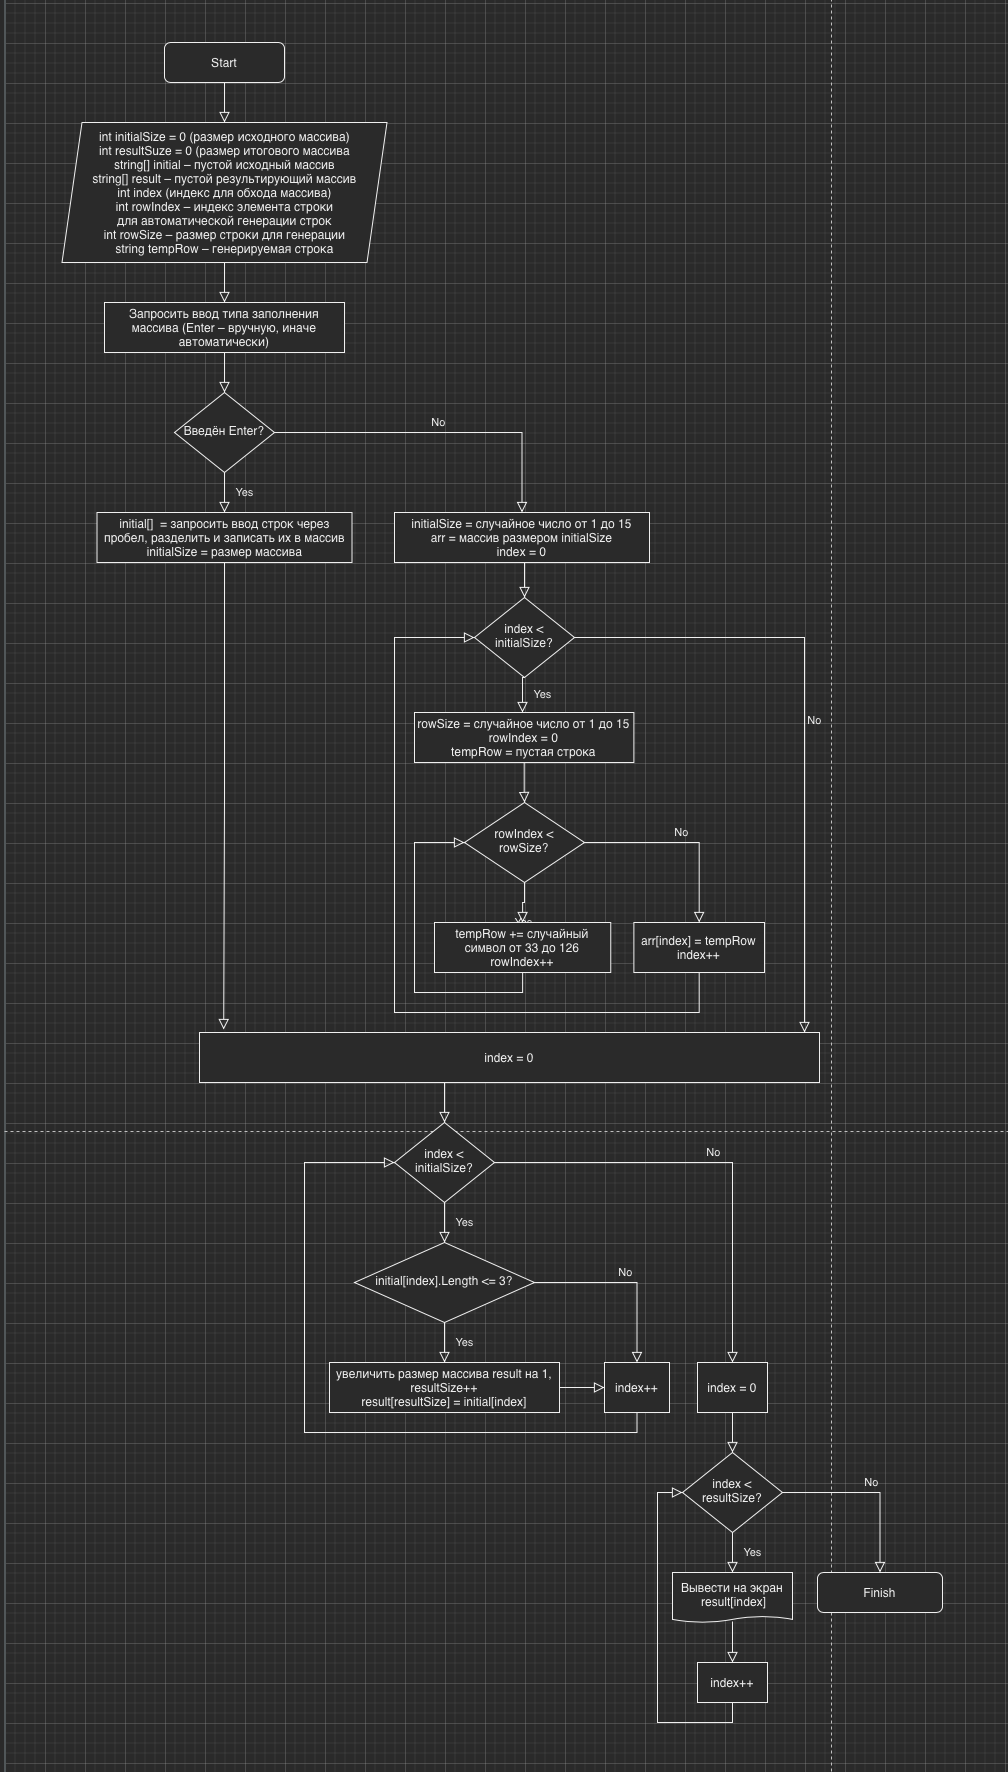 Start
int initialSize = 0 (размер исходного массива)
int resultSuze = 0 (размер итогового массива
string[] initial – пустой исходный массив
string[] result – пустой результирующий массив
int index (индекс для обхода массива)
int rowIndex – индекс элемента строки
для автоматической генерации строк
int rowSize – размер строки для генерации
string tempRow – генерируемая строка
Запросить ввод типа заполнения
массива (Enter – вручную, иначе
автоматически)
Введён Enter?
No
Yes
initial[] = запросить ввод строк через
пробел, разделить и записать их в массив
initialSize = размер массива
initialSize = случайное число от 1 до 15
arr = массив размером initialSize
index = 0
index <
initialSize?
Yes
No
rowSize = случайное число от 1 до 15
rowIndex = 0
tempRow = пустая строка
rowIndex <
rowSize?
No
tempRow += случайный
символ от 33 до 126
rowIndex++
arr[index] = tempRow
index++
index = 0
index <
initialSize?
No
Yes
initial[index].Length <= 3?
No
Yes
увеличить размер массива result на 1,
resultSize++
result[resultSize] = initial[index]
index++
index = 0
index <
resultSize?
No
Yes
Вывести на экран
result[index]
Finish
index++